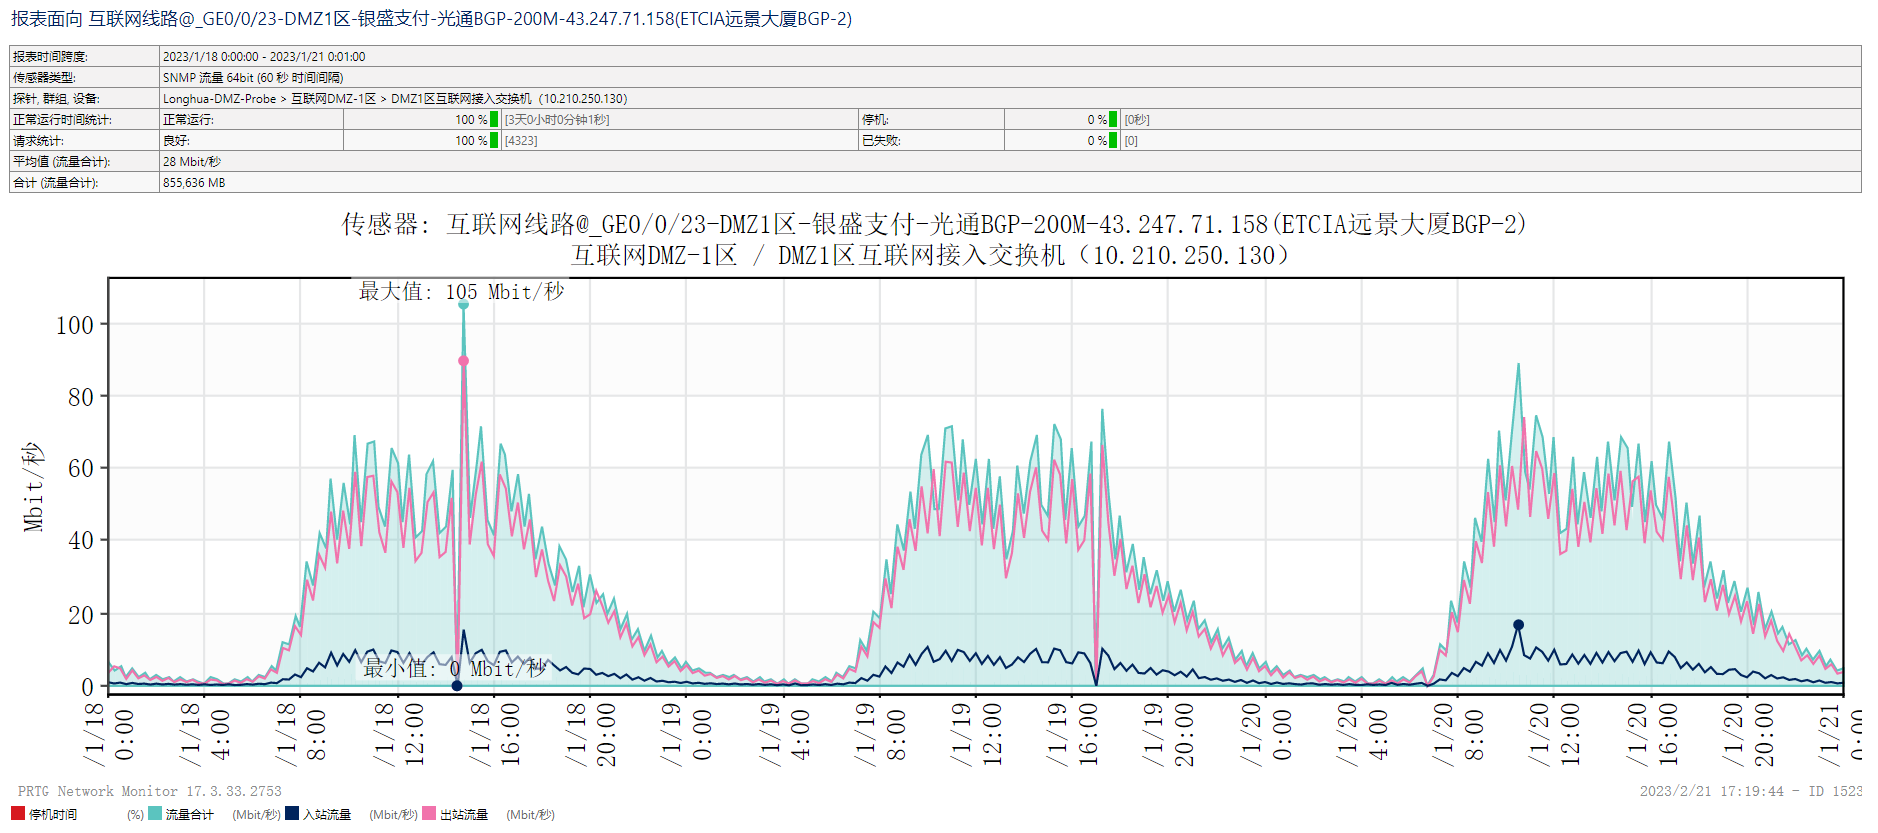 报表面向 互联网线路@_GE0/0/23-DMZ1区-银盛支付-光通BGP-200M-43.247.71.158(ETCIA远景大厦BGP-2)
报表时间跨度: 2023/1/18 0:00:00 - 2023/1/21 0:01:00
传感器类型: SNMP 流量 64bit (60 秒 时间间隔)
探针, 群组, 设备: Longhua-DMZ-Probe > 互联网DMZ-1区 > DMZ1区互联网接入交换机（10.210.250.130）
正常运行时间统计: 正常运行: 100 % [3天0小时0分钟1秒] 停机: 0 % [0秒]
请求统计: 良好: 100 % [4323] 已失败: 0 % [0]
平均值 (流量合计): 28 Mbit/秒
合计 (流量合计): 855,636 MB
传感器: 互联网线路@_GE0/0/23-DMZ1区-银盛支付-光通BGP-200M-43.247.71.158(ETCIA远景大厦BGP-2)
互联网DMZ-1区 / DMZ1区互联网接入交换机（10.210.250.130）
最大值: 105 Mbit/秒
100
80
60
40
20
0
Mbit/秒
最小值: 0 Mbit/秒
/1/18 0:00
/1/18 4:00
/1/18 8:00
/1/18 12:00
/1/18 16:00
/1/18 20:00
/1/19 0:00
/1/19 4:00
/1/19 8:00
/1/19 12:00
/1/19 16:00
/1/19 20:00
/1/20 0:00
/1/20 4:00
/1/20 8:00
/1/20 12:00
/1/20 16:00
/1/20 20:00
/1/21 0:00
PRTG Network Monitor 17.3.33.2753
2023/2/21 17:19:44 - ID 1523
停机时间 (%) 流量合计 (Mbit/秒) 入站流量 (Mbit/秒) 出站流量 (Mbit/秒)